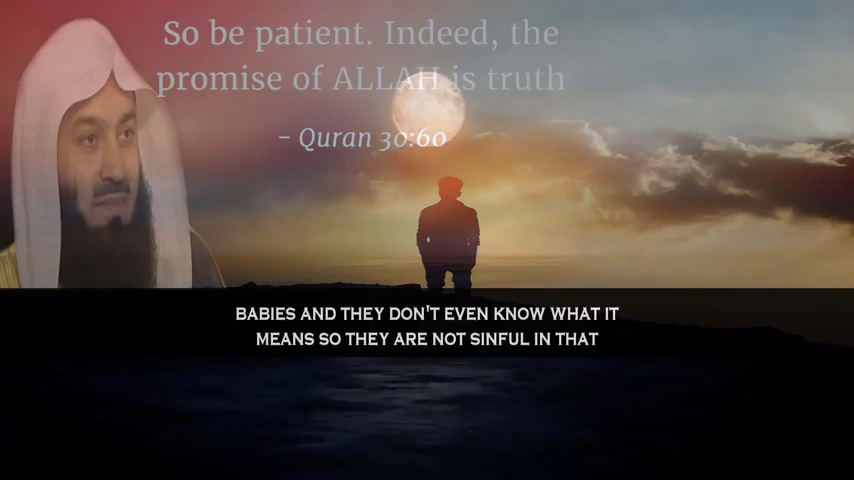 So be patient. Indeed, the
promise of ALLAH is truth
- Quran 30:60
BABIES AND THEY DON'T EVEN KNOW WHAT IT
MEANS SO THEY ARE NOT SINFUL IN THAT